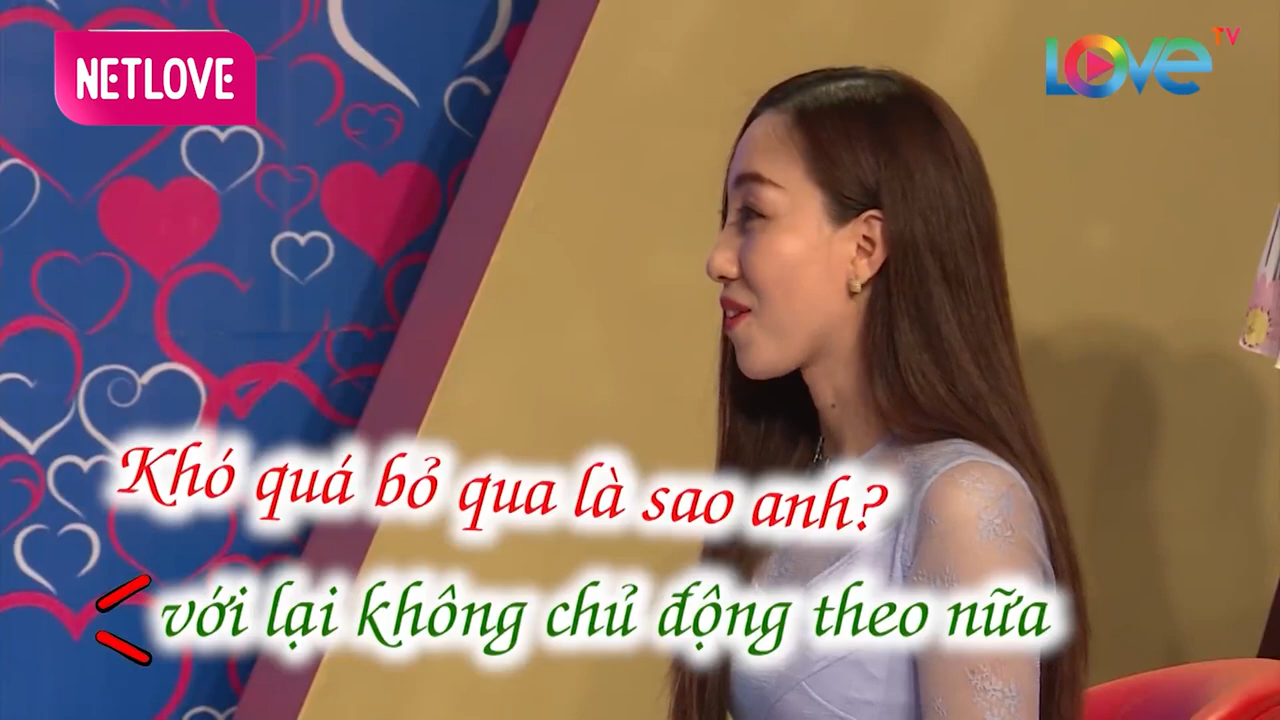 NETLOVE
LOVE TV
Khó quá bỏ qua là sao anh?
với lại không chủ động theo nữa